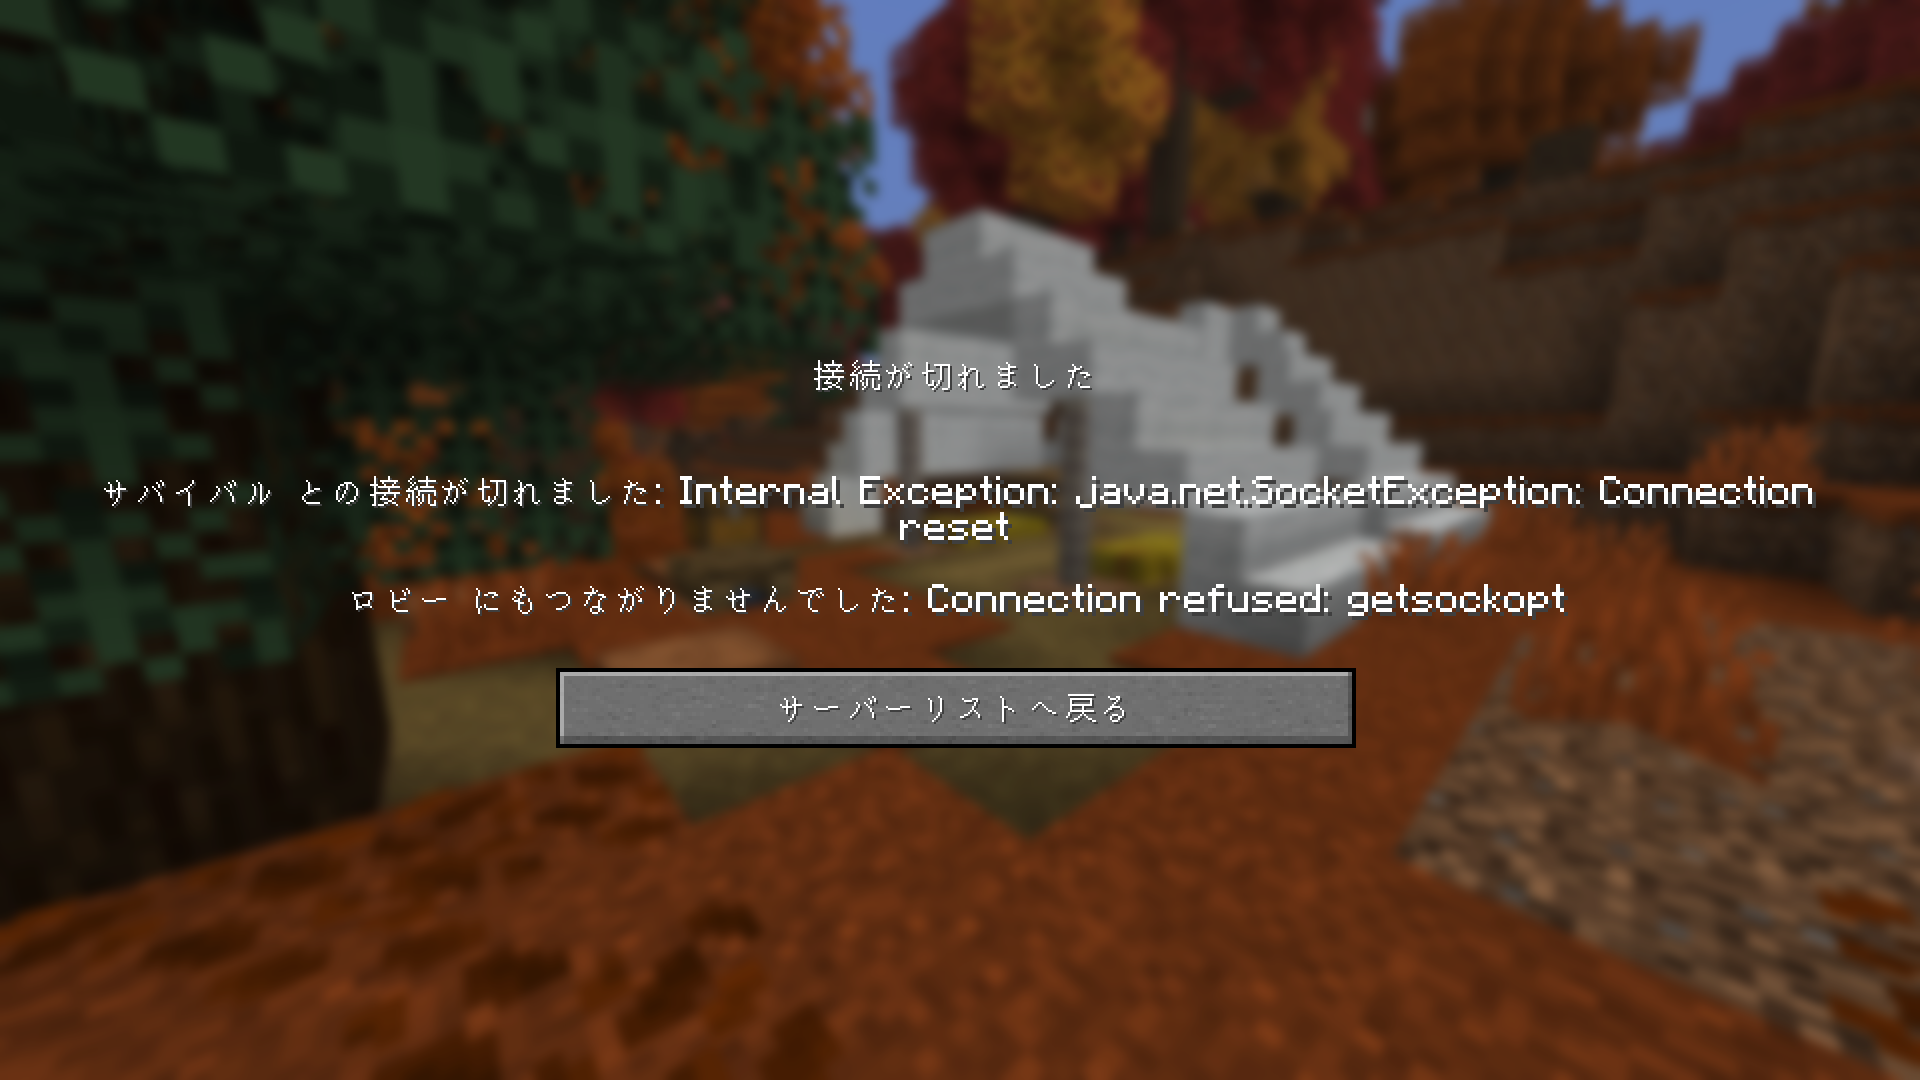 接続が切れました
サバイバル との接続が切れました: Internal Exception: java.net.SocketException: Connection
reset
ロビー にもつながりませんでした: Connection refused: getsockopt
サーバーリストへ戻る